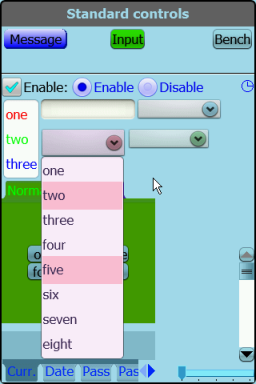 Standard controls
Message Input Bench
Enable: Enable Disable
red
two
three
one
two
three
four
five
six
seven
eight
Norm
Curr. Date Pass Pas